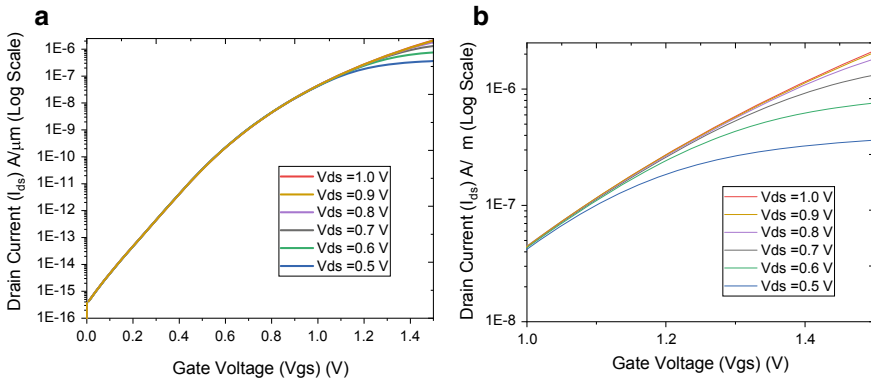 a
Drain Current (Ids) A/μm (Log Scale)
1E-6
1E-7
1E-8
1E-9
1E-10
1E-11
1E-12
1E-13
1E-14
1E-15
1E-16
0.0 0.2 0.4 0.6 0.8 1.0 1.2 1.4
Gate Voltage (Vgs) (V)
Vds =1.0 V
Vds =0.9 V
Vds =0.8 V
Vds =0.7 V
Vds =0.6 V
Vds =0.5 V
b
Drain Current (Ids) A/ m (Log Scale)
1E-6
1E-7
1E-8
1.0 1.2 1.4
Gate Voltage (Vgs) (V)
Vds =1.0 V
Vds =0.9 V
Vds =0.8 V
Vds =0.7 V
Vds =0.6 V
Vds =0.5 V